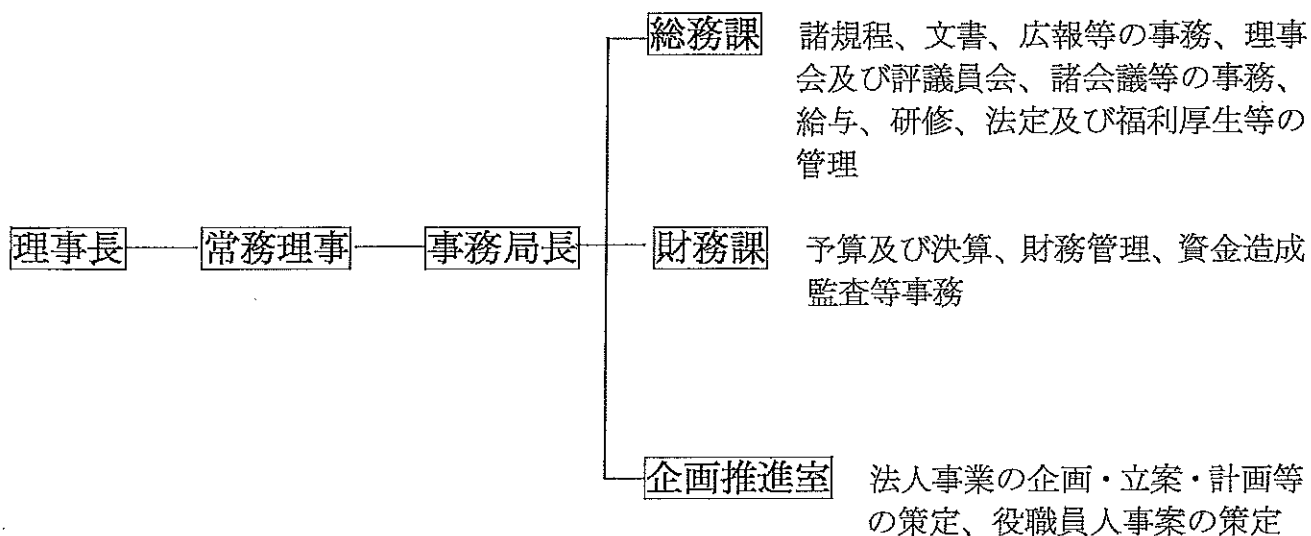 総務課
諸規程、文書、広報等の事務、理事
会及び評議員会、諸会議等の事務、
給与、研修、法定及び福利厚生等の
管理
理事長
常務理事
事務局長
財務課
予算及び決算、財務管理、資金造成
監査等事務
企画推進室
法人事業の企画・立案・計画等
の策定、役職員人事案の策定